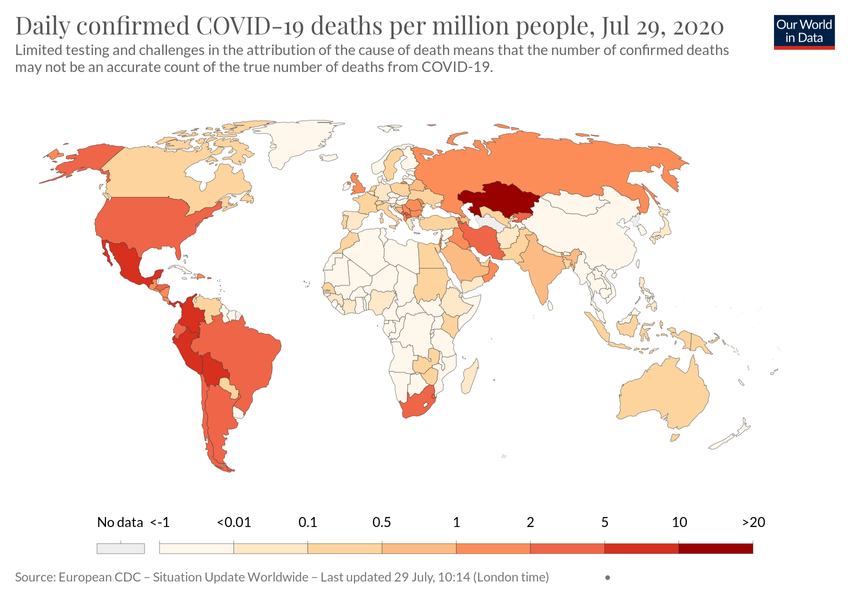 Daily confirmed COVID-19 deaths per million people, Jul 29, 2020
Our World
in Data
Limited testing and challenges in the attribution of the cause of death means that the number of confirmed deaths
may not be an accurate count of the true number of deaths from COVID-19.
No data <-1 <0.01 0.1 0.5 1 2 5 10 >20
Source: European CDC – Situation Update Worldwide – Last updated 29 July, 10:14 (London time) •